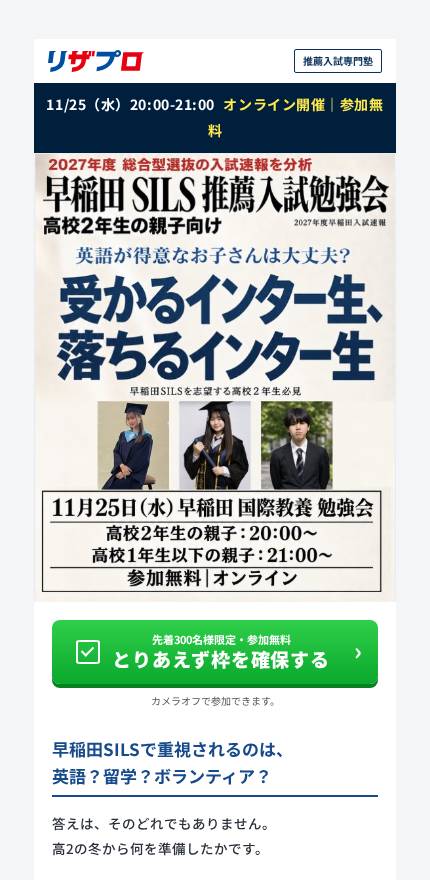 リザプロ
推薦入試専門塾
11/25（水）20:00-21:00 オンライン開催｜参加無
料
2027年度 総合型選抜の入試速報を分析
早稲田 SILS 推薦入試勉強会
高校2年生の親子向け
2027年度早稲田入試速報
英語が得意なお子さんは大丈夫？
受かるインター生、
落ちるインター生
早稲田SILSを志望する高校２年生必見
11月25日(水) 早稲田 国際教養 勉強会
高校2年生の親子：20:00〜
高校1年生以下の親子：21:00〜
参加無料｜オンライン
先着300名様限定・参加無料
とりあえず枠を確保する
カメラオフで参加できます。
早稲田SILSで重視されるのは、
英語？留学？ボランティア？
答えは、そのどれでもありません。
高2の冬から何を準備したかです。